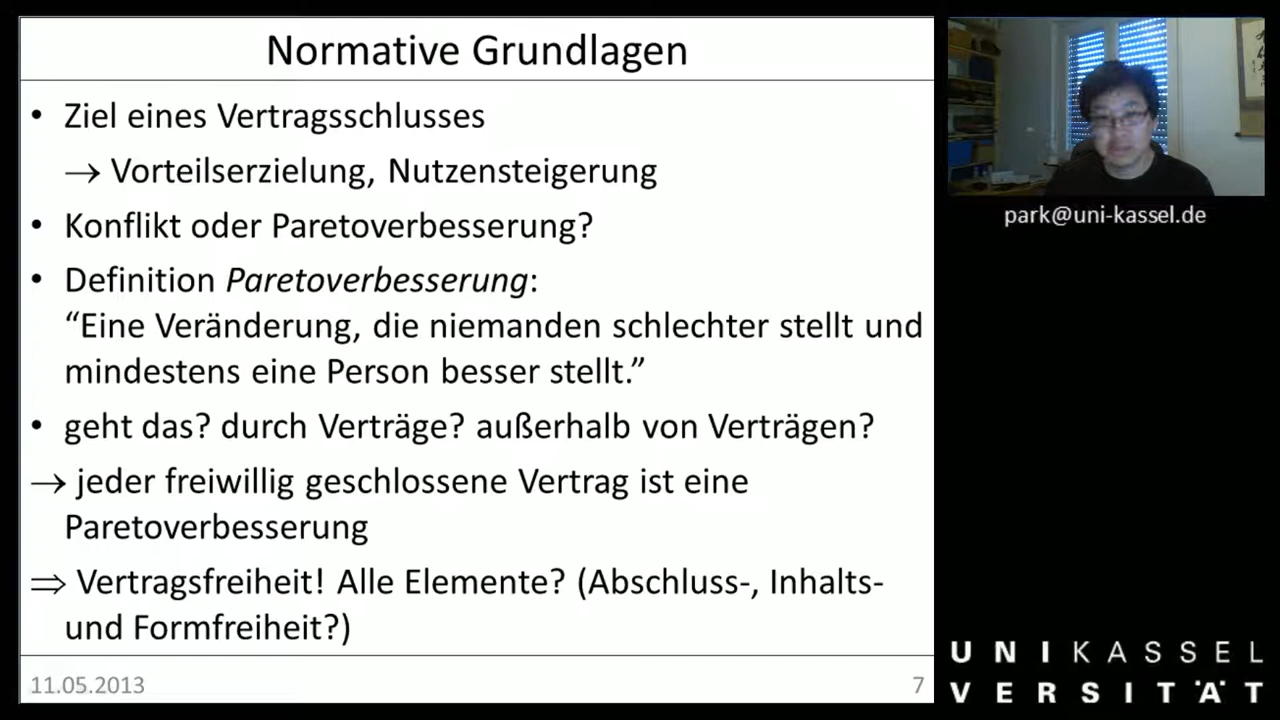 Normative Grundlagen
• Ziel eines Vertragsschlusses
→ Vorteilserzielung, Nutzensteigerung
• Konflikt oder Paretoverbesserung?
• Definition Paretoverbesserung:
“Eine Veränderung, die niemanden schlechter stellt und
mindestens eine Person besser stellt.”
• geht das? durch Verträge? außerhalb von Verträgen?
→ jeder freiwillig geschlossene Vertrag ist eine
Paretoverbesserung
⇒ Vertragsfreiheit! Alle Elemente? (Abschluss-, Inhalts-
und Formfreiheit?)
11.05.2013
7
park@uni-kassel.de
UNIKASSEL
VERSITÄT